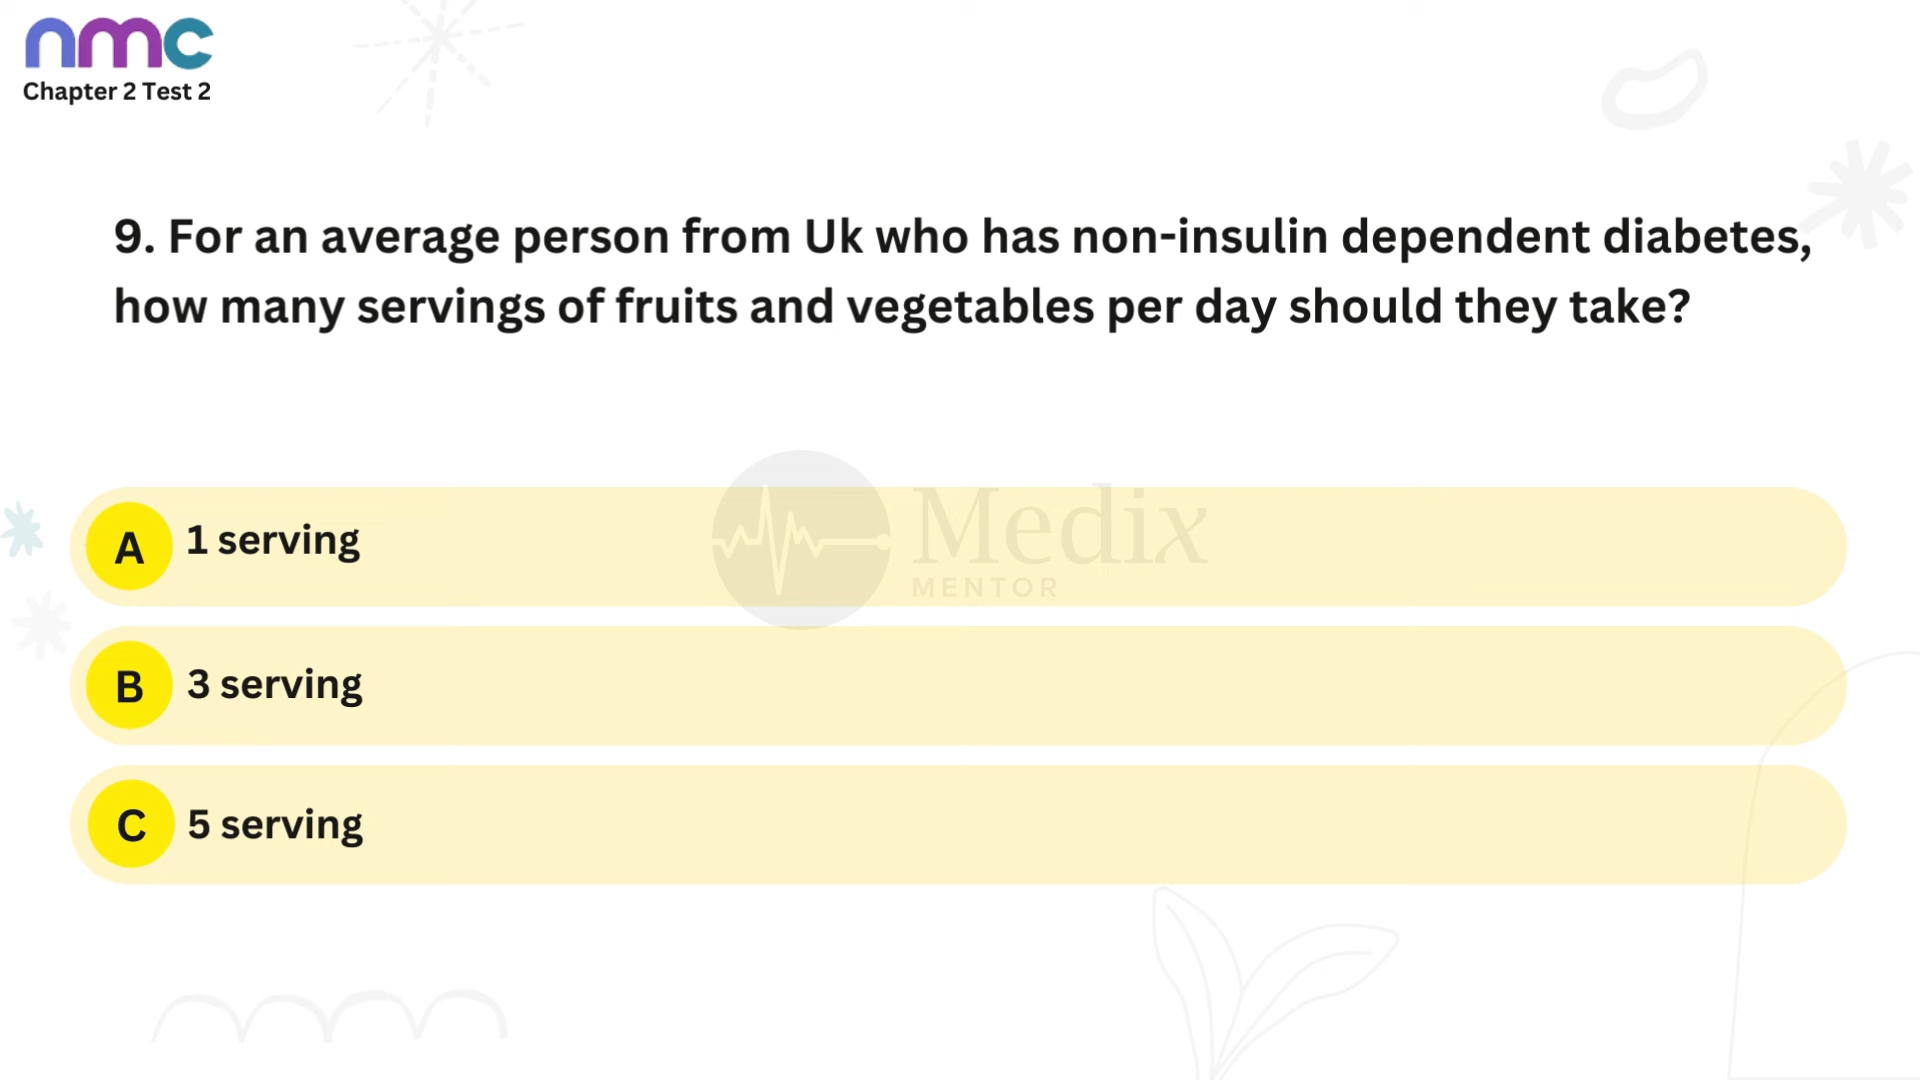 nmc
Chapter 2 Test 2
9. For an average person from Uk who has non-insulin dependent diabetes,
how many servings of fruits and vegetables per day should they take?
Medix
MENTOR
A 1 serving
B 3 serving
C 5 serving